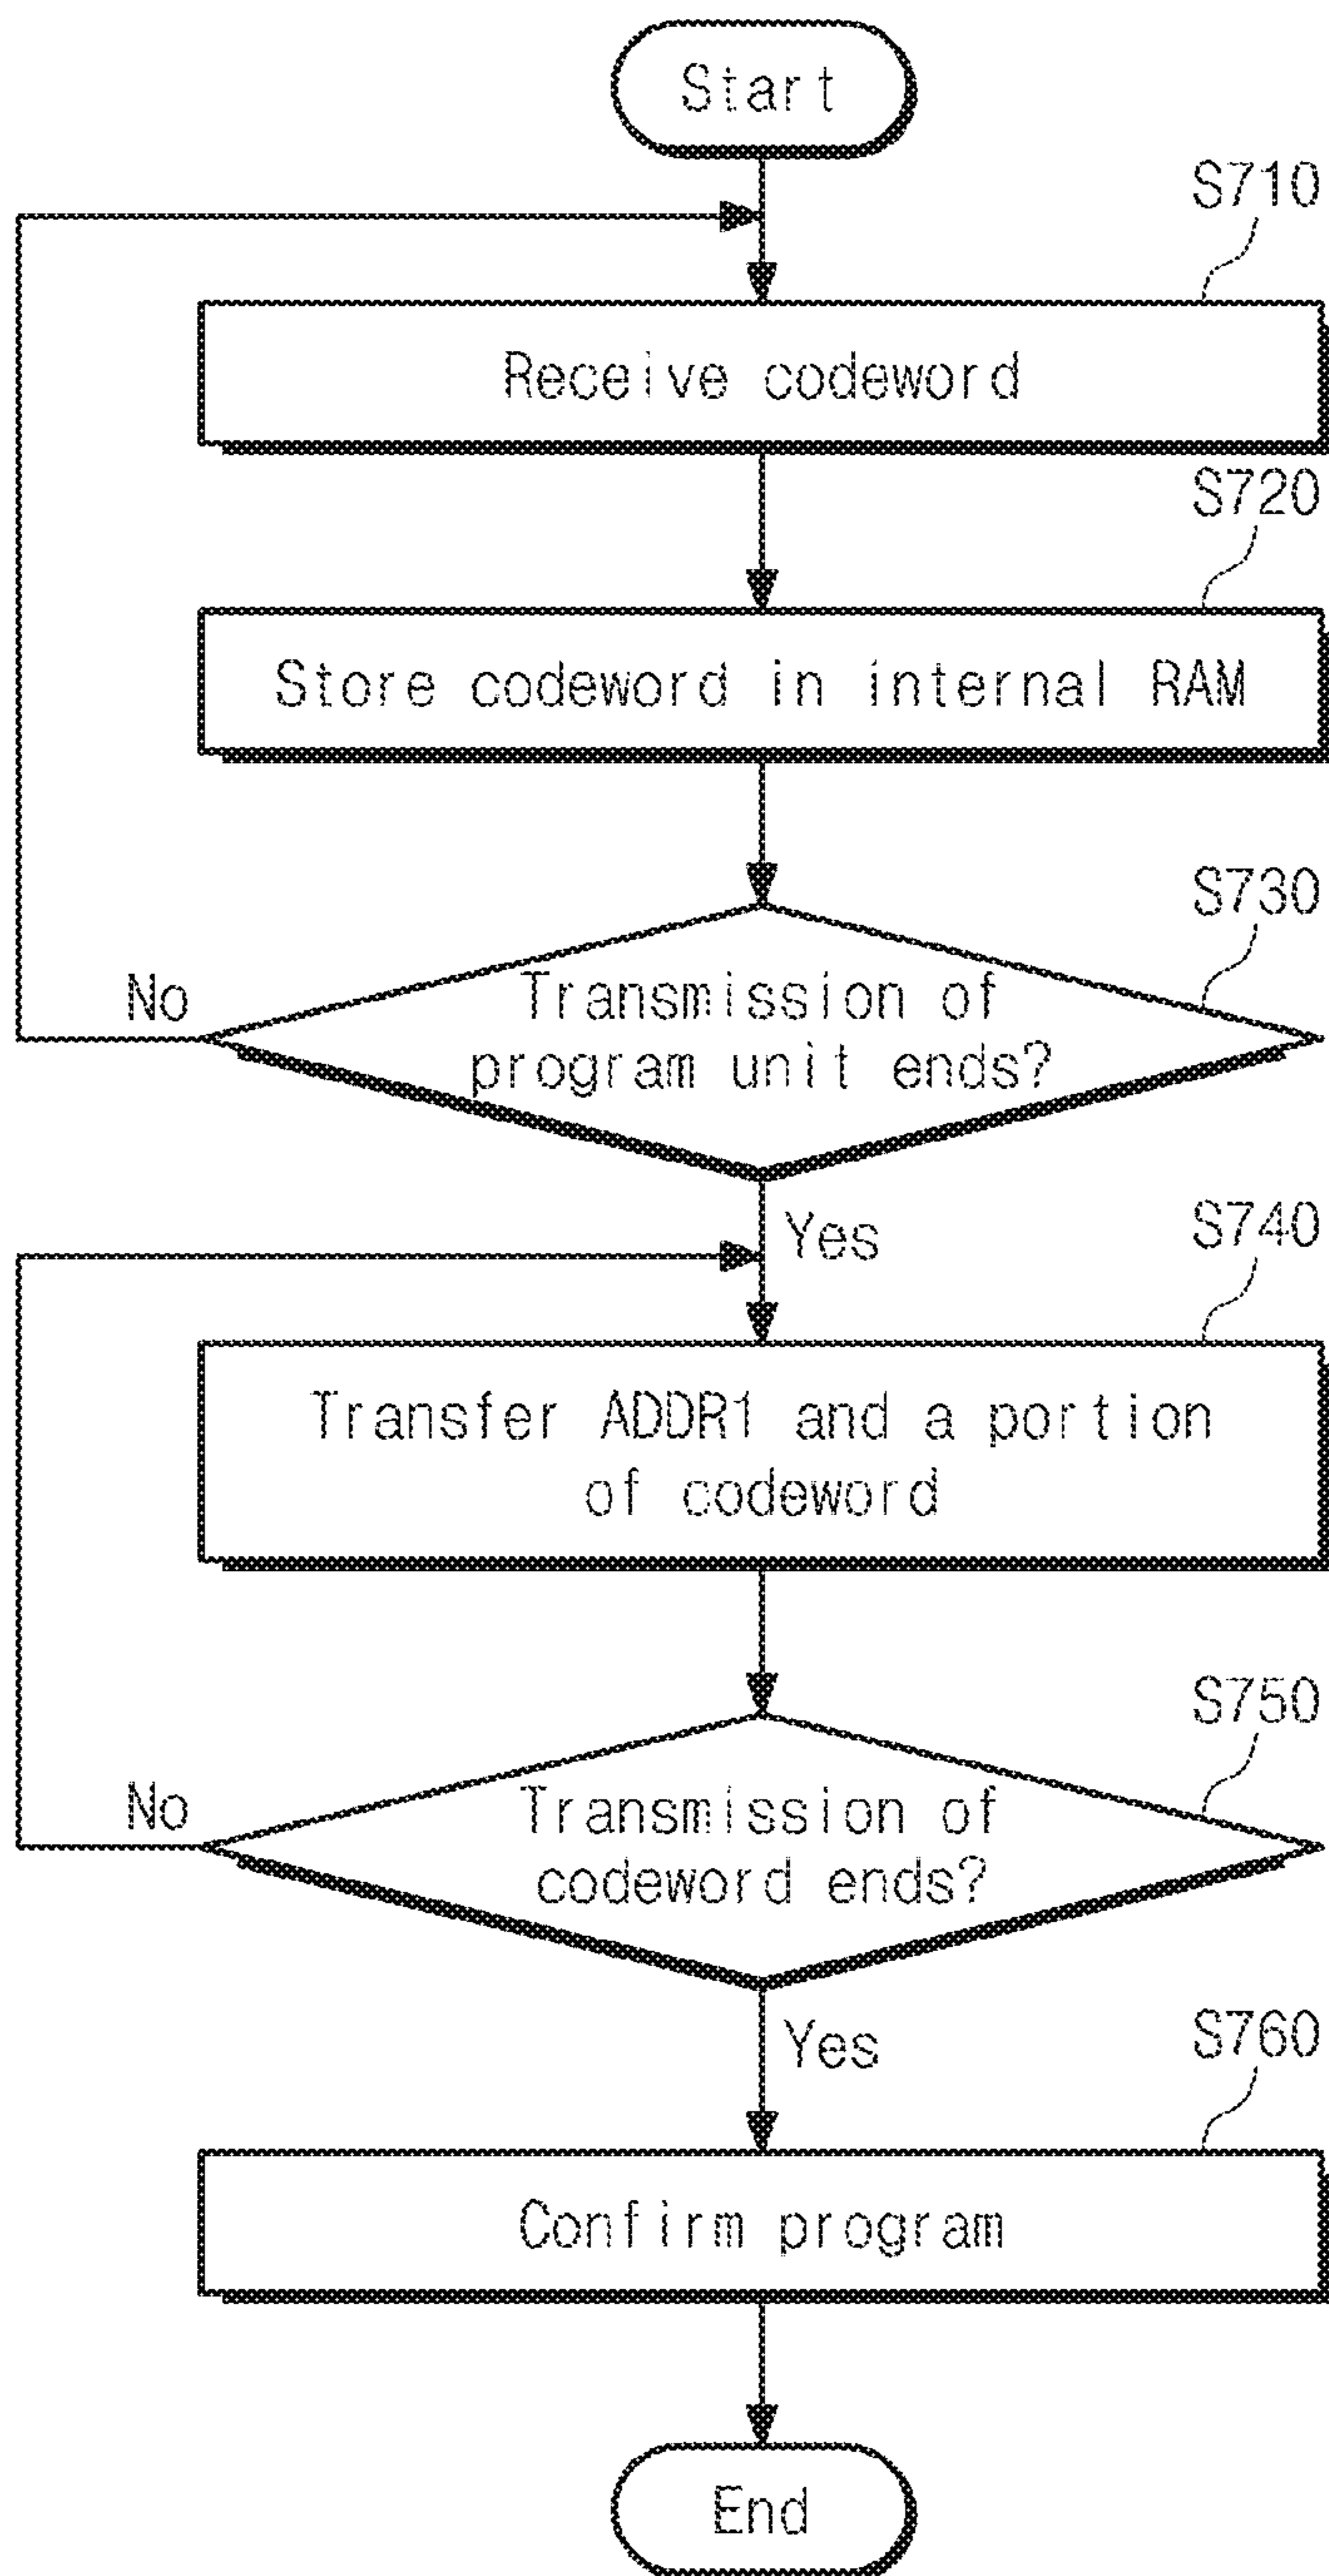 Start
S710
Receive codeword
S720
Store codeword in internal RAM
S730
No
Transmission of
program unit ends?
Yes
S740
Transfer ADDR1 and a portion
of codeword
S750
No
Transmission of
codeword ends?
Yes
S760
Confirm program
End